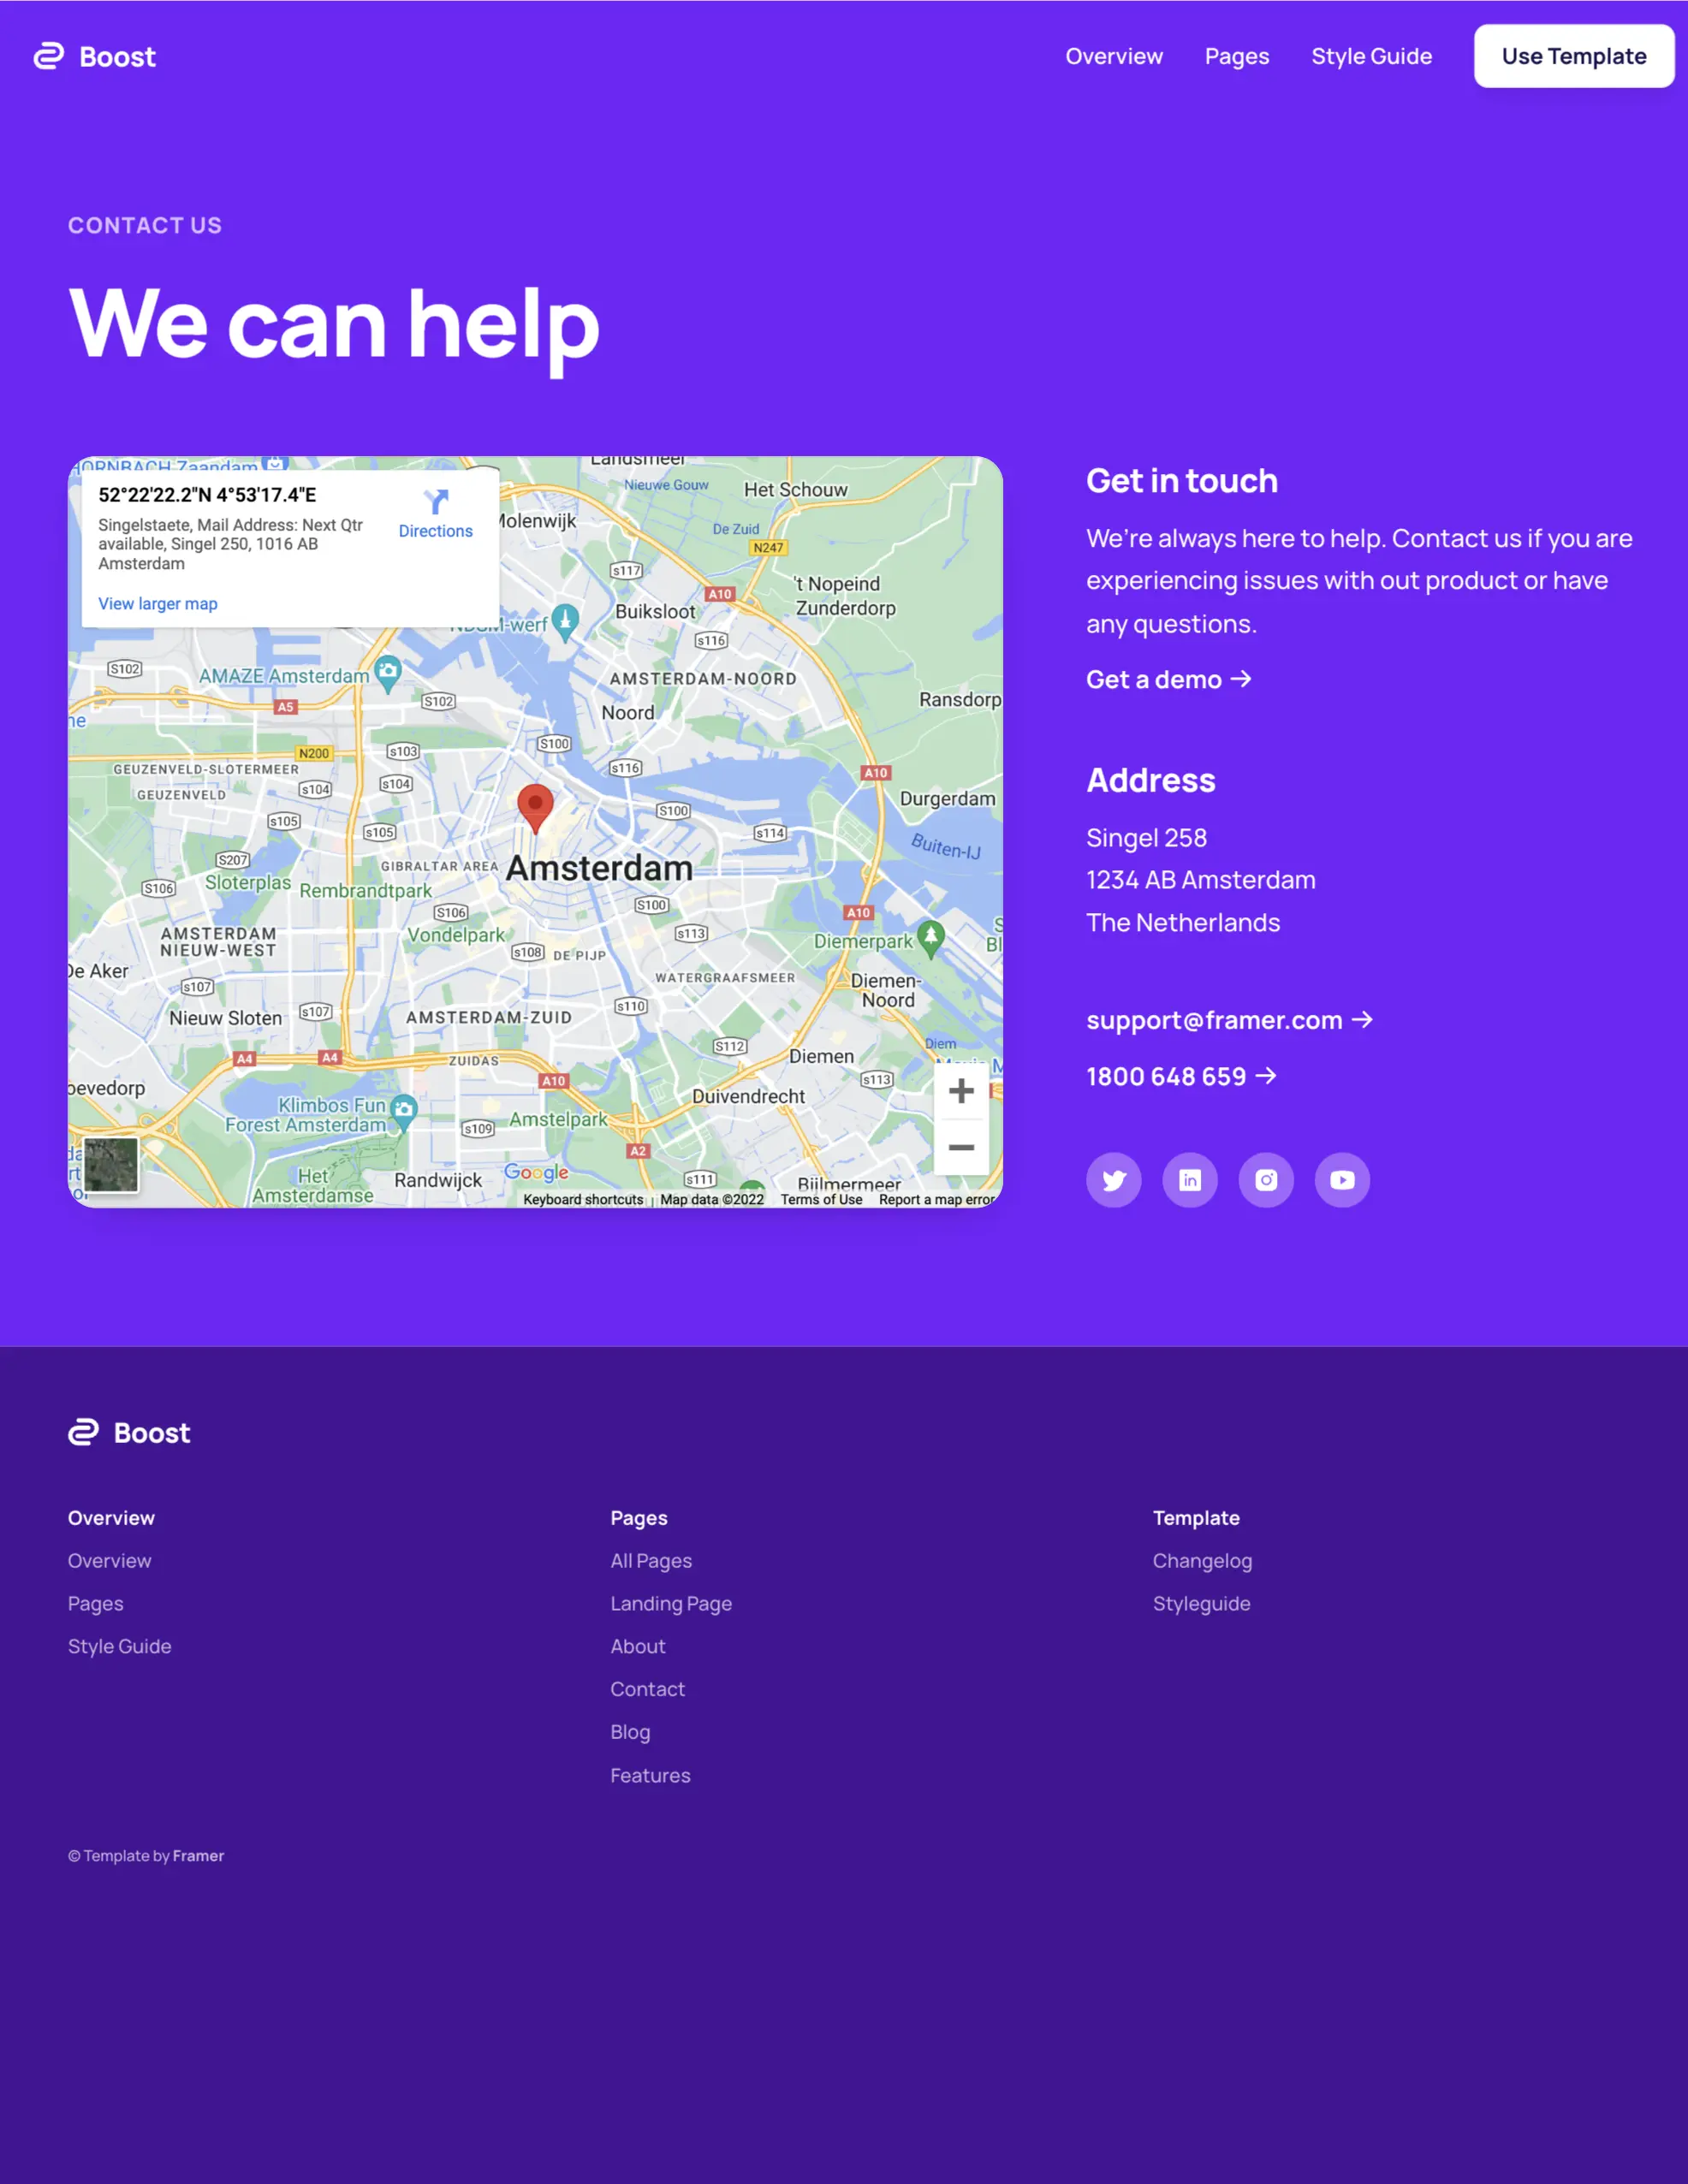 Boost
Overview
Pages
Style Guide
Use Template
CONTACT US
We can help
HORNBACH Zaandam
52°22'22.2"N 4°53'17.4"E
Singelstaete, Mail Address: Next Qtr
available, Singel 250, 1016 AB
Amsterdam
Directions
View larger map
Landsmeer
Nieuwe Gouw
Het Schouw
Molenwijk
De Zuid
N247
s117
't Nopeind
A10
Zunderdorp
Buiksloot
NDSM-werf
s116
S102
AMAZE Amsterdam
AMSTERDAM-NOORD
S102
Ransdorp
A5
Noord
ne
S100
N200
s103
s116
GEUZENVELD-SLOTERMEER
A10
s104
s104
GEUZENVELD
Durgerdam
S100
s105
s105
s114
Buiten-IJ
S207
GIBRALTAR AREA
Amsterdam
Sloterplas
S106
Rembrandtpark
S100
S106
A10
AMSTERDAM
NIEUW-WEST
Vondelpark
s113
Diemerpark
s108
DE PIJP
De Aker
WATERGRAAFSMEER
Diemen-
Noord
s107
s110
s107
Nieuw Sloten
AMSTERDAM-ZUID
S112
Diem
A4
A4
ZUIDAS
Diemen
A10
s113
oevedorp
Duivendrecht
Klimbos Fun
Forest Amsterdam
Amstelpark
s109
A2
Het
Amsterdamse
Randwijck
Google
s111
Bijlmermeer
Keyboard shortcuts
Map data ©2022
Terms of Use
Report a map error
Get in touch
We’re always here to help. Contact us if you are
experiencing issues with out product or have
any questions.
Get a demo →
Address
Singel 258
1234 AB Amsterdam
The Netherlands
support@framer.com →
1800 648 659 →
Boost
Overview
Overview
Pages
Style Guide
Pages
All Pages
Landing Page
About
Contact
Blog
Features
Template
Changelog
Styleguide
© Template by Framer